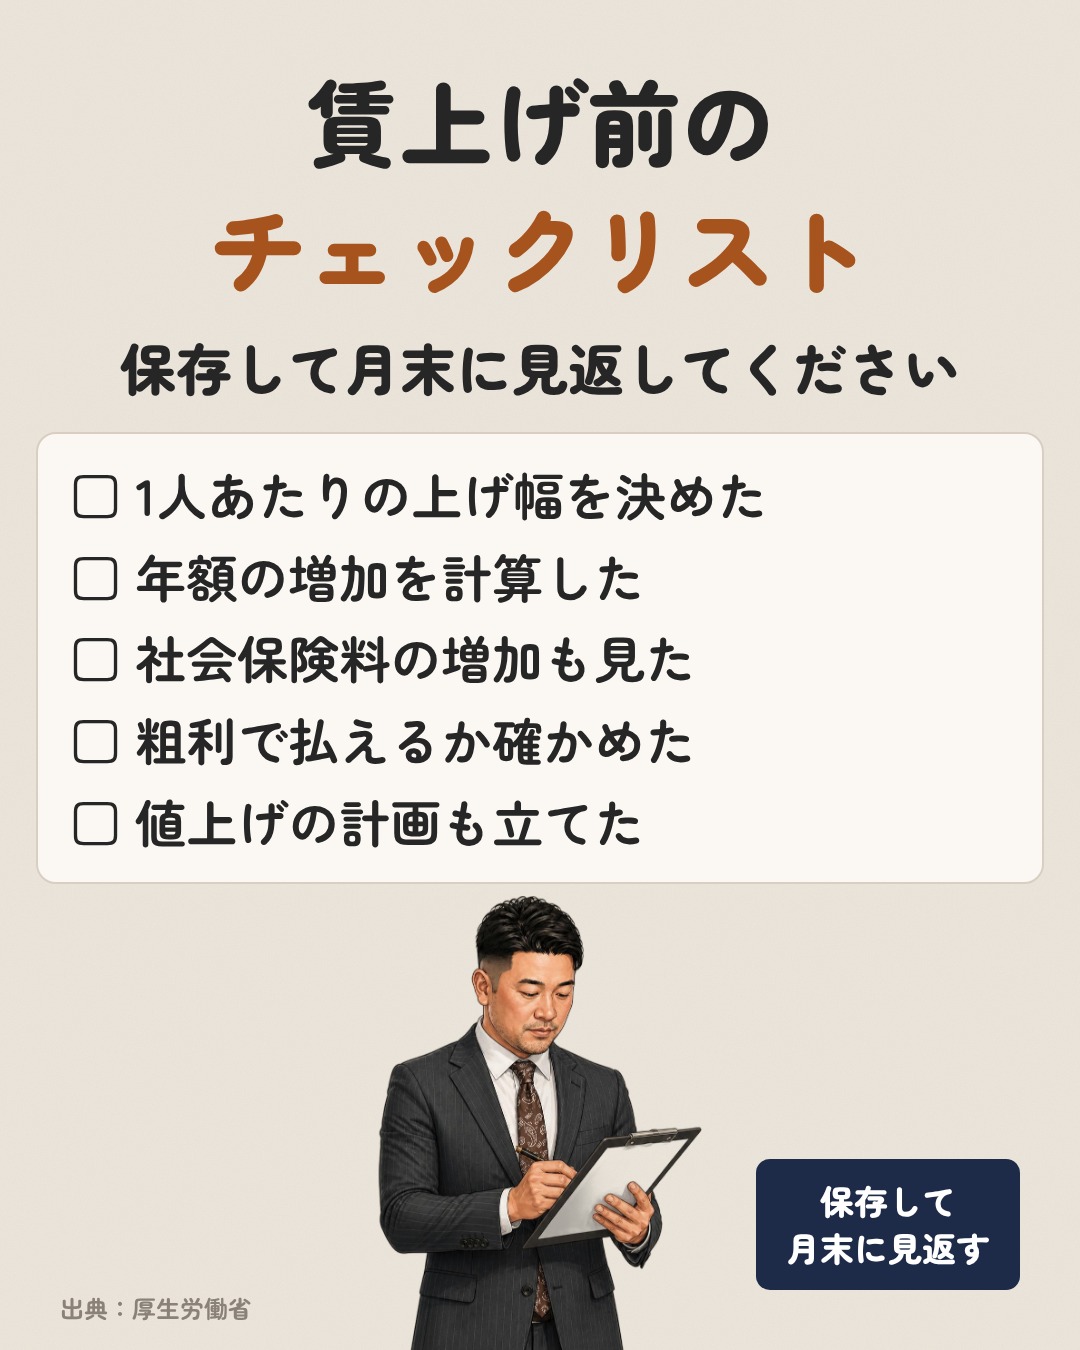 賃上げ前の
チェックリスト
保存して月末に見返してください
□ 1人あたりの上げ幅を決めた
□ 年額の増加を計算した
□ 社会保険料の増加も見た
□ 粗利で払えるか確かめた
□ 値上げの計画も立てた
保存して
月末に見返す
出典：厚生労働省